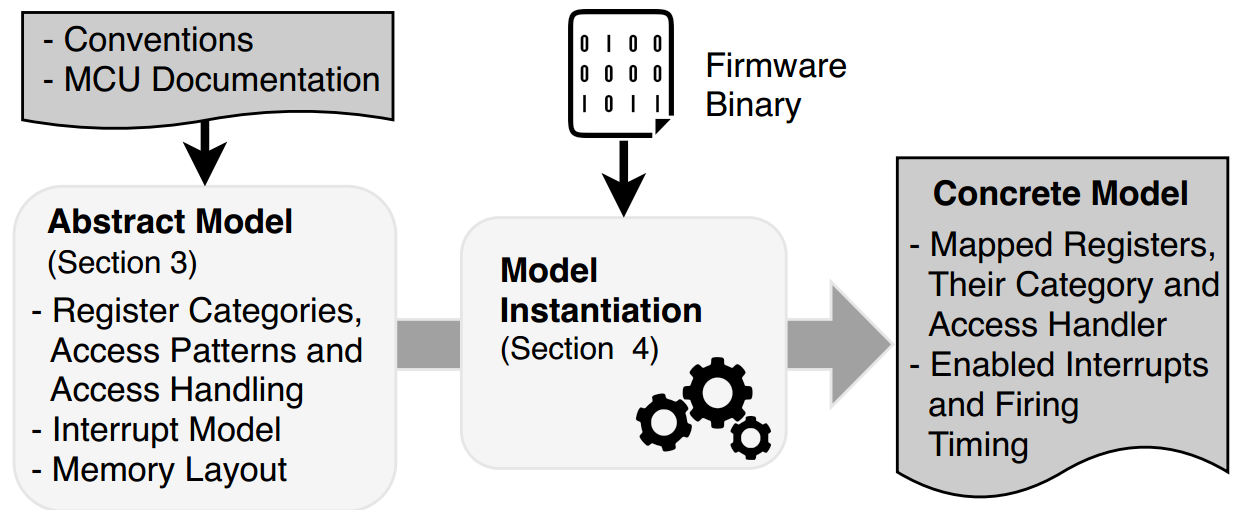 - Conventions
- MCU Documentation
0 1 0 0
0 0 0 0
1 0 1 1
Firmware
Binary
Abstract Model
(Section 3)
- Register Categories,
Access Patterns and
Access Handling
- Interrupt Model
- Memory Layout
Model
Instantiation
(Section 4)
Concrete Model
- Mapped Registers,
Their Category and
Access Handler
- Enabled Interrupts
and Firing
Timing